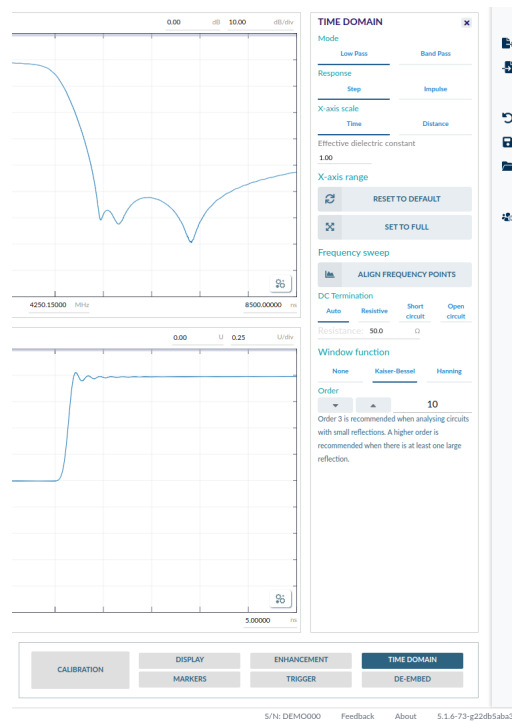 0.00 dB 10.00 dB/div
4250.15000 MHz 8500.00000 ns
0.00 U 0.25 U/div
5.00000 ns
TIME DOMAIN
Mode
Low Pass Band Pass
Response
Step Impulse
X-axis scale
Time Distance
Effective dielectric constant
1.00
X-axis range
RESET TO DEFAULT
SET TO FULL
Frequency sweep
ALIGN FREQUENCY POINTS
DC Termination
Auto Resistive Short circuit Open circuit
Resistance: 50.0 Ω
Window function
None Kaiser-Bessel Hanning
Order
10
Order 3 is recommended when analysing circuits
with small reflections. A higher order is
recommended when there is at least one large
reflection.
CALIBRATION
DISPLAY ENHANCEMENT TIME DOMAIN
MARKERS TRIGGER DE-EMBED
S/N: DEMO000 Feedback About 5.1.6-73-g22db5aba3